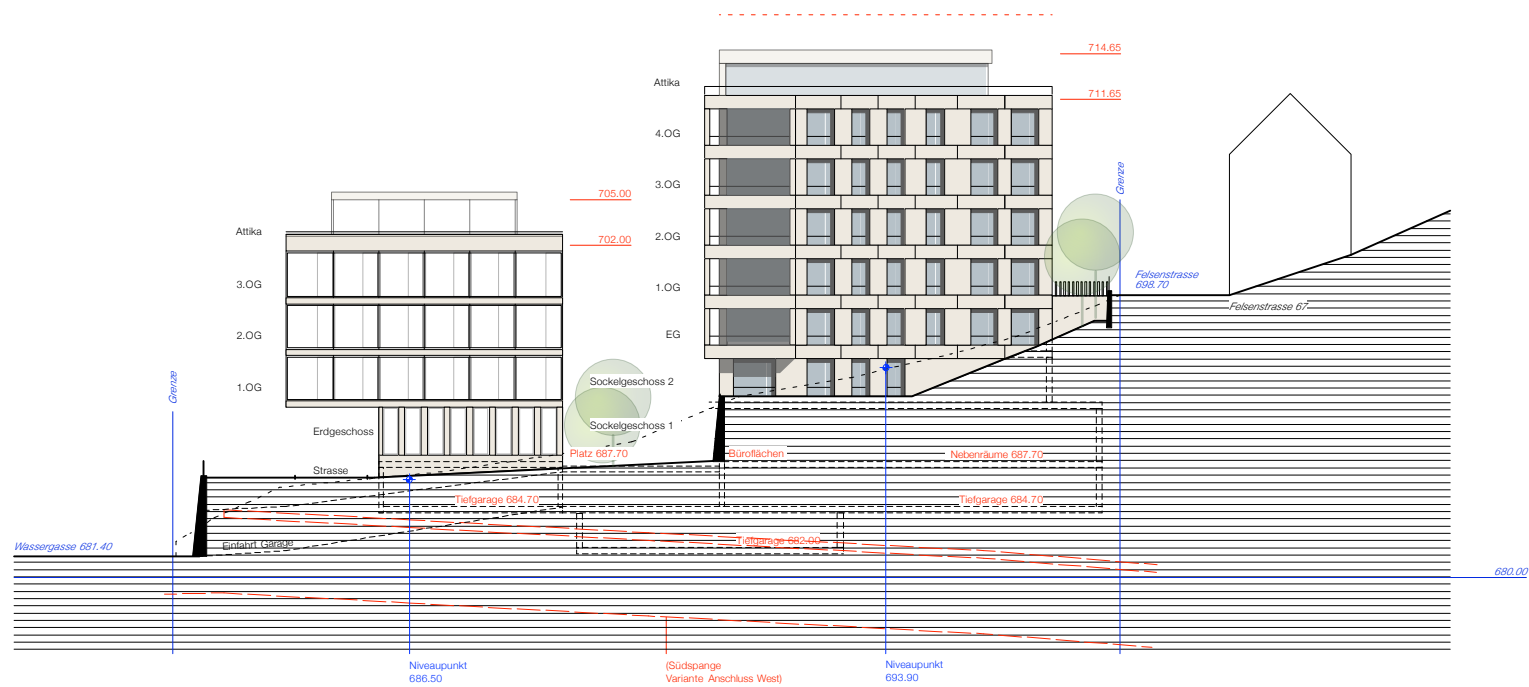 714.65
Attika
711.65
4.OG
Grenze
3.OG
705.00
Attika
702.00
2.OG
Felsenstrasse
698.70
3.OG
1.OG
Felsenstrasse 67
2.OG
EG
Grenze
1.OG
Sockelgeschoss 2
Erdgeschoss
Sockelgeschoss 1
Platz 687.70
Büroflächen
Nebenräume 687.70
Strasse
Tiefgarage 684.70
Tiefgarage 684.70
Wassergasse 681.40
Einfahrt Garage
Tiefgarage 682.00
680.00
Niveaupunkt
686.50
(Südspange
Variante Anschluss West)
Niveaupunkt
693.90